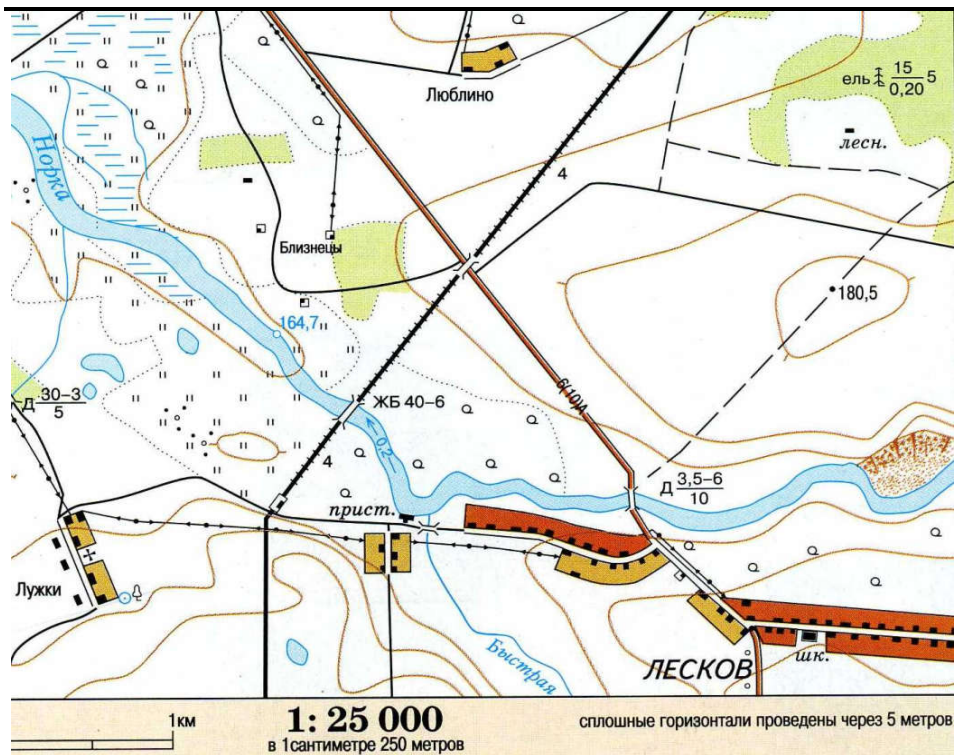 Люблино
ель 15 5
0,20
лесн.
Норка
4
Близнецы
180,5
164,7
Д 30-3
5
ЖБ 40-6
6(10)А
0,2
4
Д 3,5-6
10
прист.
Лужки
Быстрая
ЛЕСКОВ
шк.
1км
1: 25 000
в 1сантиметре 250 метров
сплошные горизонтали проведены через 5 метров